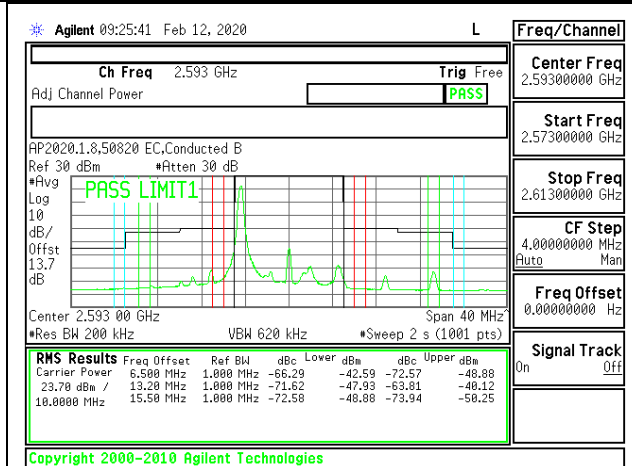 Agilent 09:25:41 Feb 12, 2020 L
Freq/Channel
Ch Freq 2.593 GHz Trig Free
Adj Channel Power PASS
AP2020.1.8,50820 EC,Conducted B
Ref 30 dBm #Atten 30 dB
#Avg
Log
10
dB/
Offst
13.7
dB
PASS LIMIT1
Center 2.593 00 GHz Span 40 MHz
#Res BW 200 kHz VBW 620 kHz #Sweep 2 s (1001 pts)
RMS Results Freq Offset Ref BW dBc Lower dBm dBc Upper dBm
Carrier Power 6.500 MHz 1.000 MHz -66.29 -42.59 -72.57 -48.88
23.70 dBm / 13.20 MHz 1.000 MHz -71.62 -47.93 -63.81 -40.12
10.0000 MHz 15.50 MHz 1.000 MHz -72.58 -48.88 -73.94 -50.25
Center Freq
2.59300000 GHz
Start Freq
2.57300000 GHz
Stop Freq
2.61300000 GHz
CF Step
4.00000000 MHz
Auto Man
Freq Offset
0.00000000 Hz
Signal Track
On Off
Copyright 2000-2010 Agilent Technologies